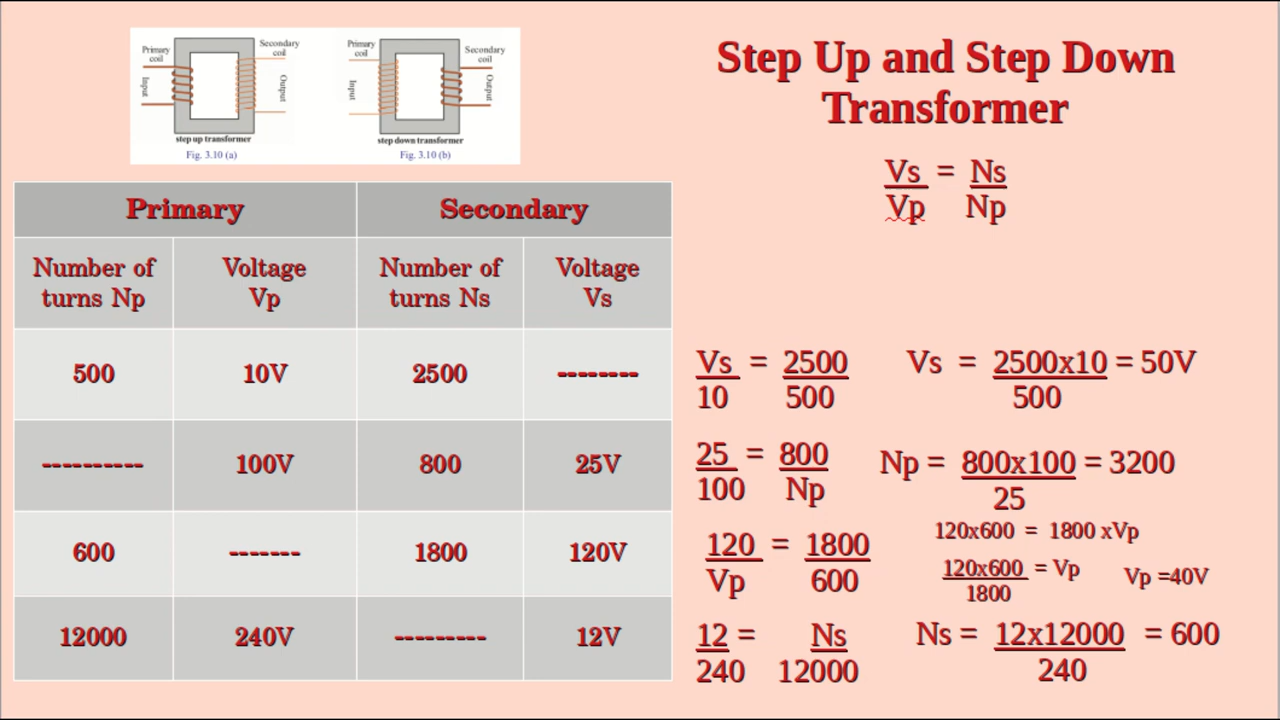 Primary
coil
Input
Secondary
coil
Output
step up transformer
Fig. 3.10 (a)
Primary
coil
Input
Secondary
coil
Output
step down transformer
Fig. 3.10 (b)
Step Up and Step Down
Transformer
Vs = Ns
Vp Np
Primary Secondary
Number of turns Np Voltage Vp Number of turns Ns Voltage Vs
500 10V 2500 --------
---------- 100V 800 25V
600 ------- 1800 120V
12000 240V --------- 12V
Vs = 2500 Vs = 2500x10 = 50V
10 500 500
25 = 800 Np = 800x100 = 3200
100 Np 25
120x600 = 1800 xVp
120 = 1800 120x600 = Vp Vp =40V
Vp 600 1800
12 = Ns Ns = 12x12000 = 600
240 12000 240